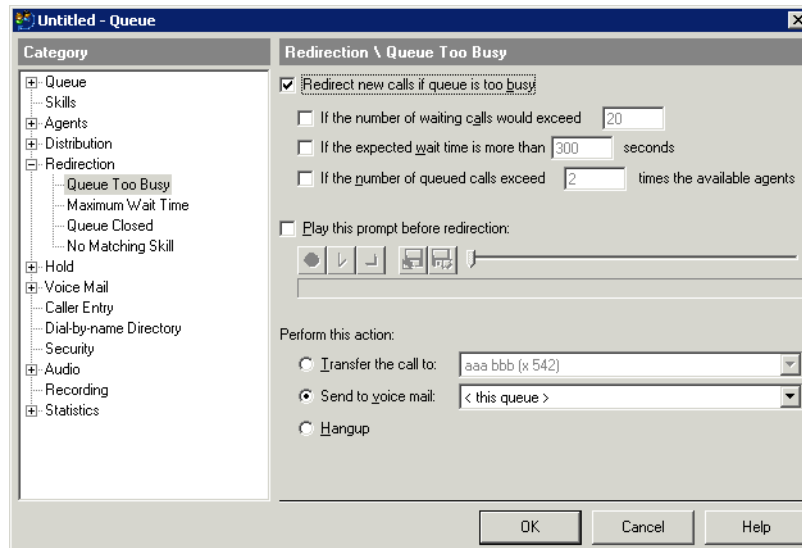 Untitled - Queue
Category
Queue
Skills
Agents
Distribution
Redirection
Queue Too Busy
Maximum Wait Time
Queue Closed
No Matching Skill
Hold
Voice Mail
Caller Entry
Dial-by-name Directory
Security
Audio
Recording
Statistics
Redirection \ Queue Too Busy
Redirect new calls if queue is too busy
If the number of waiting calls would exceed 20
If the expected wait time is more than 300 seconds
If the number of queued calls exceed 2 times the available agents
Play this prompt before redirection:
Perform this action:
Transfer the call to: aaa bbb (x 542)
Send to voice mail: < this queue >
Hangup
OK Cancel Help